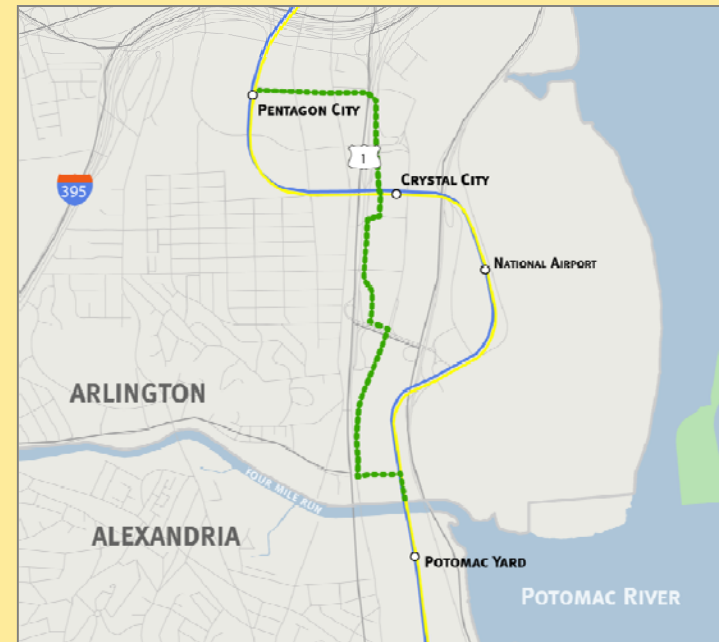 PENTAGON CITY
1
CRYSTAL CITY
395
NATIONAL AIRPORT
ARLINGTON
FOUR MILE RUN
ALEXANDRIA
POTOMAC YARD
POTOMAC RIVER